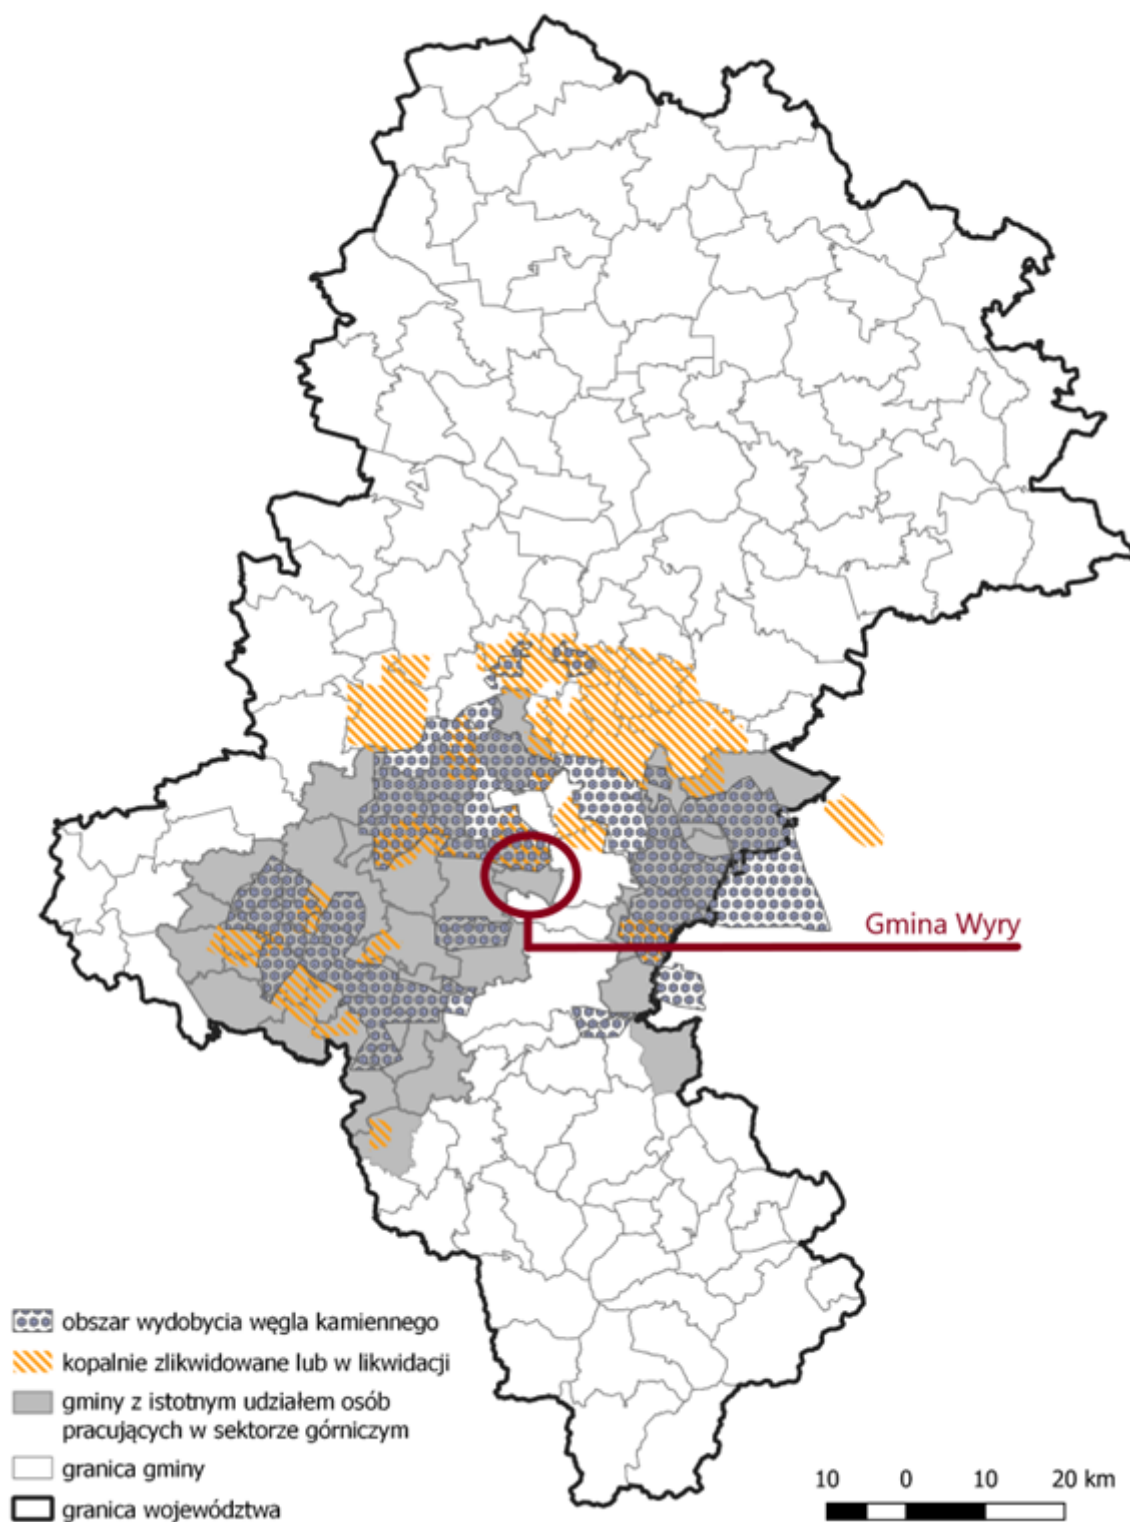 Gmina Wyry
obszar wydobycia węgla kamiennego
kopalnie zlikwidowane lub w likwidacji
gminy z istotnym udziałem osób
pracujących w sektorze górniczym
granica gminy
granica województwa
10 0 10 20 km